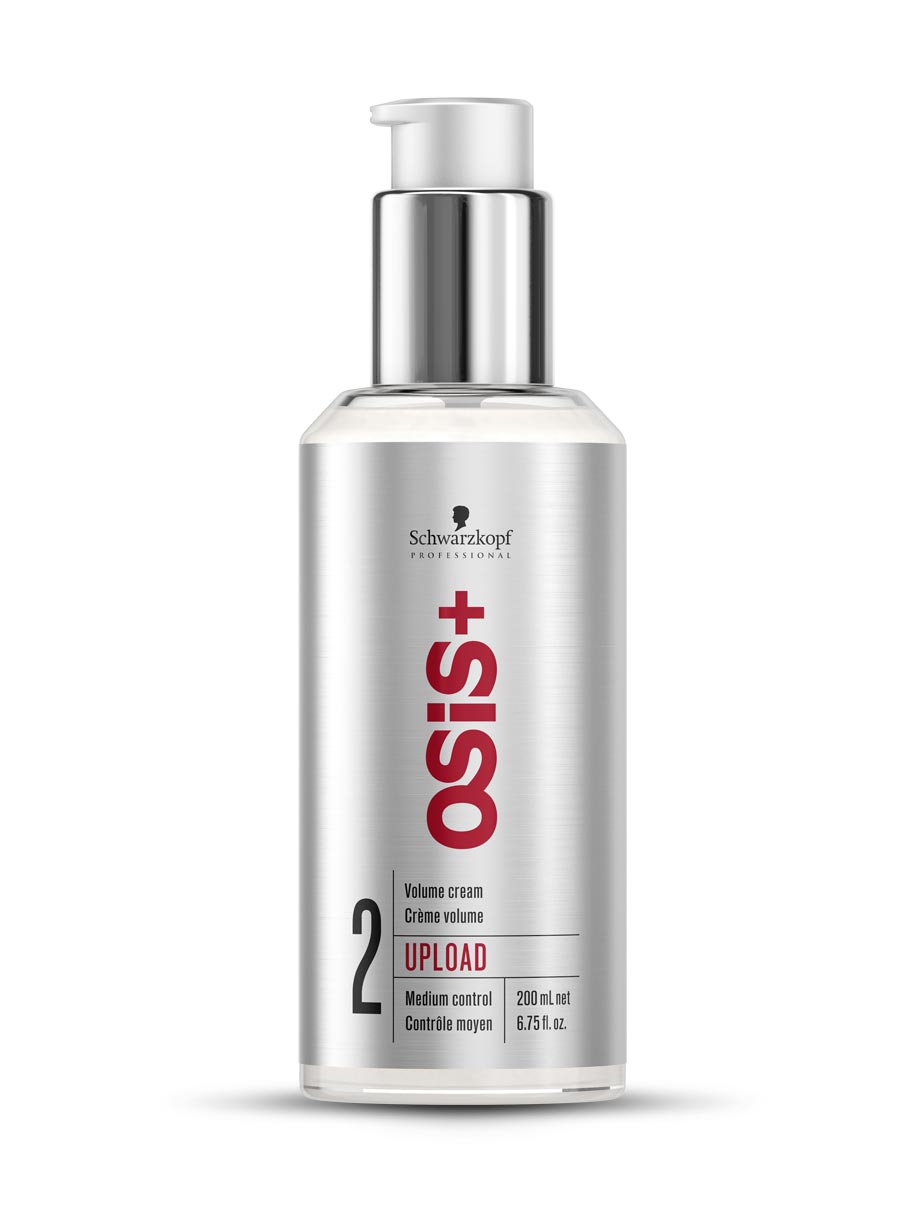 Schwarzkopf
PROFESSIONAL
OSiS+
2
Volume cream
Crème volume
UPLOAD
Medium control
Contrôle moyen
200 mL net
6.75 fl. oz.